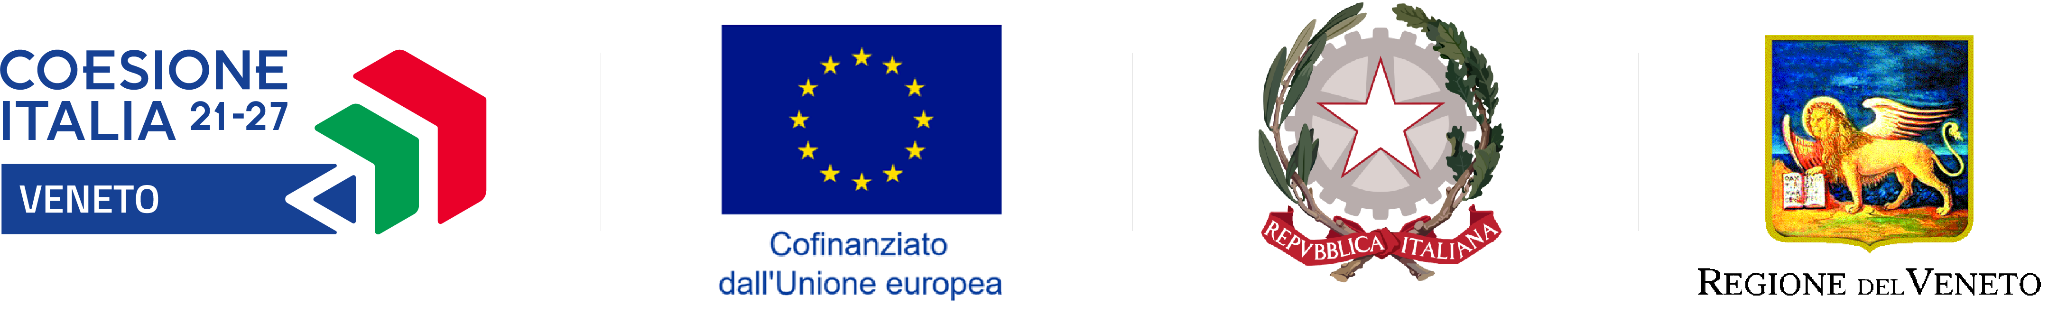 COESIONE
ITALIA 21-27
VENETO
Cofinanziato
dall'Unione europea
REPVBBLICA ITALIANA
REGIONE DEL VENETO